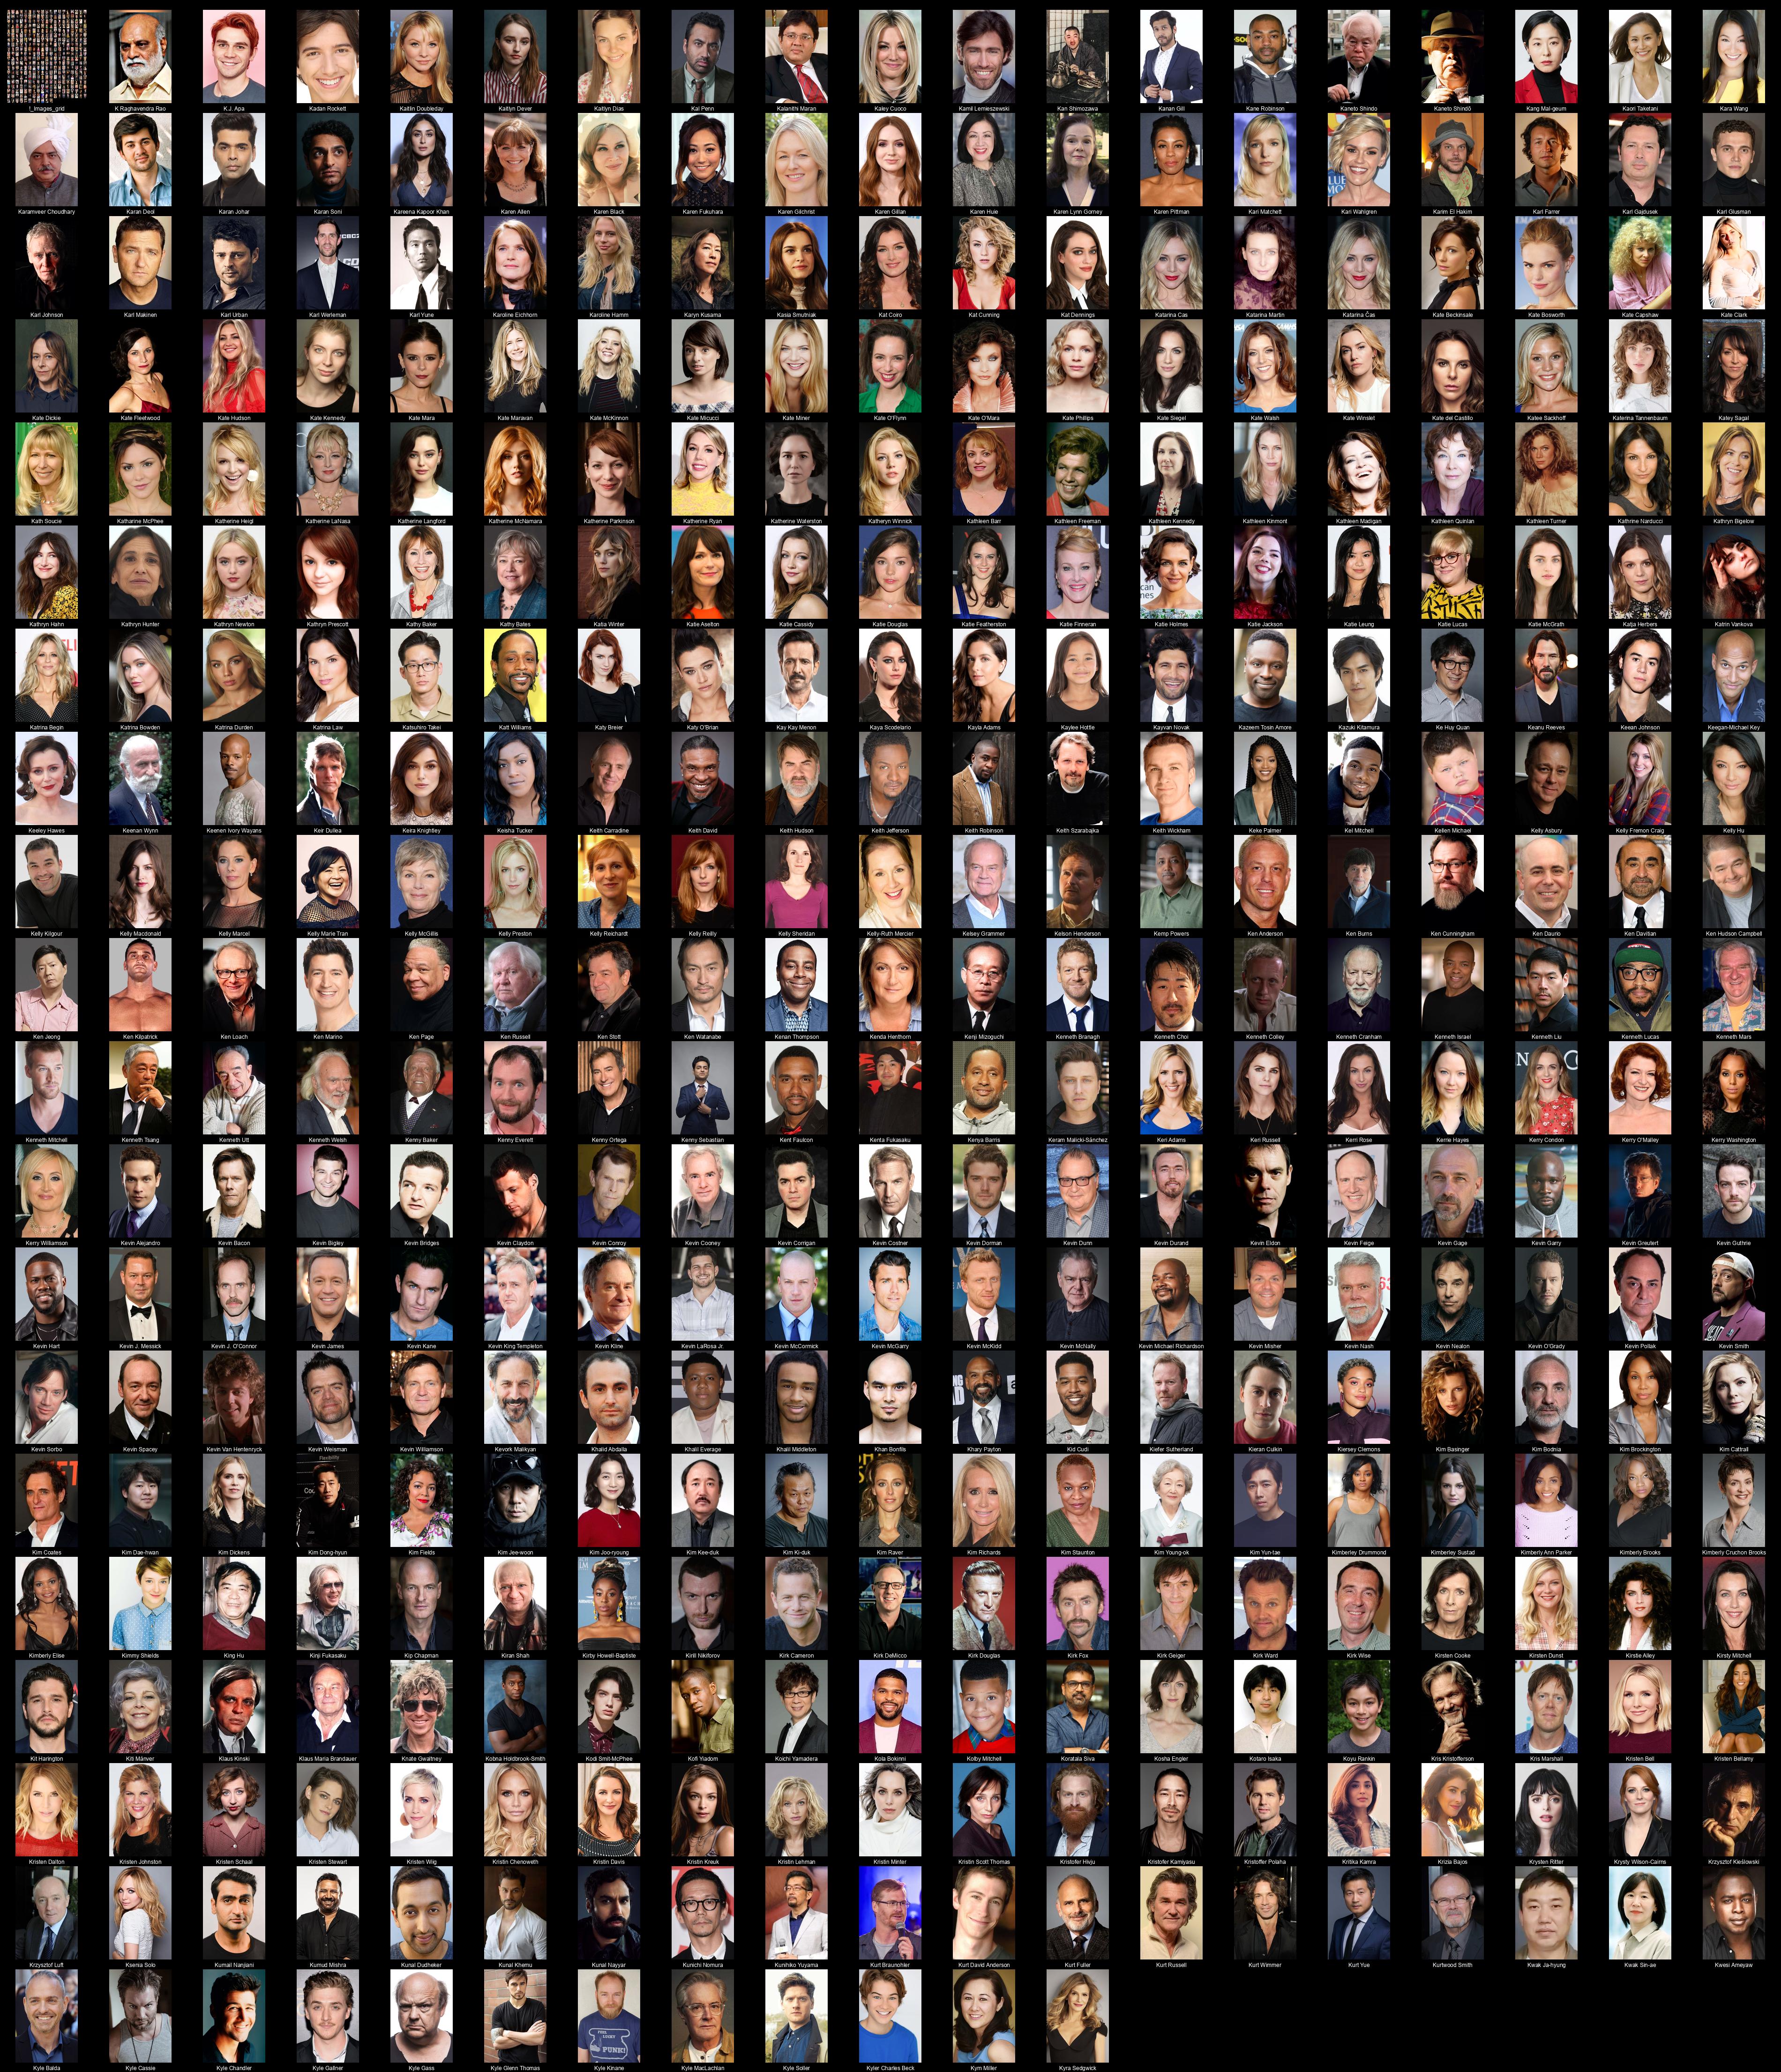 !_Images_grid K Raghavendra Rao K.J. Apa Kadan Rockett Kaitlin Doubleday Kaitlyn Dever Kaitlyn Dias Kal Penn Kalanithi Maran Kaley Cuoco Kamil Lemieszewski Kan Shimozawa Kanan Gill Kane Robinson Kaneto Shindo Kaneto Shindô Kang Mal-geum Kaori Taketani Kara Wang
Karamveer Choudhary Karan Deol Karan Johar Karan Soni Kareena Kapoor Khan Karen Allen Karen Black Karen Fukuhara Karen Gilchrist Karen Gillan Karen Huie Karen Lynn Gorney Karen Pittman Kari Matchett Kari Wahlgren Karim El Hakim Karl Farrer Karl Gajdusek Karl Glusman
Karl Johnson Karl Makinen Karl Urban Karl Werleman Karl Yune Karoline Eichhorn Karoline Hamm Karyn Kusama Kasia Smutniak Kat Coiro Kat Cunning Kat Dennings Katarina Cas Katarina Martin Katarina Čas Kate Beckinsale Kate Bosworth Kate Capshaw Kate Clark
Kate Dickie Kate Fleetwood Kate Hudson Kate Kennedy Kate Mara Kate Maravan Kate McKinnon Kate Micucci Kate Miner Kate O'Flynn Kate O'Mara Kate Phillips Kate Siegel Kate Walsh Kate Winslet Kate del Castillo Katee Sackhoff Katerina Tannenbaum Katey Sagal
Kath Soucie Katharine McPhee Katherine Heigl Katherine LaNasa Katherine Langford Katherine McNamara Katherine Parkinson Katherine Ryan Katherine Waterston Katheryn Winnick Kathleen Barr Kathleen Freeman Kathleen Kennedy Kathleen Kinmont Kathleen Madigan Kathleen Quinlan Kathleen Turner Kathrine Narducci Kathryn Bigelow
Kathryn Hahn Kathryn Hunter Kathryn Newton Kathryn Prescott Kathy Baker Kathy Bates Katia Winter Katie Aselton Katie Cassidy Katie Douglas Katie Featherston Katie Finneran Katie Holmes Katie Jackson Katie Leung Katie Lucas Katie McGrath Katja Herbers Katrin Vankova
Katrina Begin Katrina Bowden Katrina Durden Katrina Law Katsuhiro Takei Katt Williams Katy Breier Katy O'Brian Kay Kay Menon Kaya Scodelario Kayla Adams Kaylee Hottle Kayvan Novak Kazeem Tosin Amore Kazuki Kitamura Ke Huy Quan Keanu Reeves Keean Johnson Keegan-Michael Key
Keeley Hawes Keenan Wynn Keenen Ivory Wayans Keir Dullea Keira Knightley Keisha Tucker Keith Carradine Keith David Keith Hudson Keith Jefferson Keith Robinson Keith Szarabajka Keith Wickham Keke Palmer Kel Mitchell Kellen Michael Kelly Asbury Kelly Fremon Craig Kelly Hu
Kelly Kilgour Kelly Macdonald Kelly Marcel Kelly Marie Tran Kelly McGillis Kelly Preston Kelly Reichardt Kelly Reilly Kelly Sheridan Kelly-Ruth Mercier Kelsey Grammer Kelson Henderson Kemp Powers Ken Anderson Ken Burns Ken Cunningham Ken Daurio Ken Davitian Ken Hudson Campbell
Ken Jeong Ken Kilpatrick Ken Loach Ken Marino Ken Page Ken Russell Ken Stott Ken Watanabe Kenan Thompson Kenda Henthorn Kenji Mizoguchi Kenneth Branagh Kenneth Choi Kenneth Colley Kenneth Cranham Kenneth Israel Kenneth Liu Kenneth Lucas Kenneth Mars
Kenneth Mitchell Kenneth Tsang Kenneth Utt Kenneth Welsh Kenny Baker Kenny Everett Kenny Ortega Kenny Sebastian Kent Faulcon Kenta Fukasaku Kenya Barris Keram Malicki-Sánchez Keri Adams Keri Russell Kerri Rose Kerrie Hayes Kerry Condon Kerry O'Malley Kerry Washington
Kerry Williamson Kevin Alejandro Kevin Bacon Kevin Bigley Kevin Bridges Kevin Claydon Kevin Conroy Kevin Cooney Kevin Corrigan Kevin Costner Kevin Dorman Kevin Dunn Kevin Durand Kevin Eldon Kevin Feige Kevin Gage Kevin Garry Kevin Greutert Kevin Guthrie
Kevin Hart Kevin J. Messick Kevin J. O'Connor Kevin James Kevin Kane Kevin King Templeton Kevin Kline Kevin LaRosa Jr. Kevin McCormick Kevin McGarry Kevin McKidd Kevin McNally Kevin Michael Richardson Kevin Misher Kevin Nash Kevin Nealon Kevin O'Grady Kevin Pollak Kevin Smith
Kevin Sorbo Kevin Spacey Kevin Van Hentenryck Kevin Weisman Kevin Williamson Kevork Malikyan Khalid Abdalla Khalil Everage Khalil Middleton Khan Bonfils Khary Payton Kid Cudi Kiefer Sutherland Kieran Culkin Kiersey Clemons Kim Basinger Kim Bodnia Kim Brockington Kim Cattrall
Kim Coates Kim Dae-hwan Kim Dickens Kim Dong-hyun Kim Fields Kim Jee-woon Kim Joo-ryoung Kim Kee-duk Kim Ki-duk Kim Raver Kim Richards Kim Staunton Kim Young-ok Kim Yun-tae Kimberley Drummond Kimberley Sustad Kimberly Ann Parker Kimberly Brooks Kimberly Cruchon Brooks
Kimberly Elise Kimmy Shields King Hu Kinji Fukasaku Kip Chapman Kiran Shah Kirby Howell-Baptiste Kirill Nikiforov Kirk Cameron Kirk DeMicco Kirk Douglas Kirk Fox Kirk Geiger Kirk Ward Kirk Wise Kirsten Cooke Kirsten Dunst Kirstie Alley Kirsty Mitchell
Kit Harington Kiti Mánver Klaus Kinski Klaus Maria Brandauer Knate Gwaltney Kobna Holdbrook-Smith Kodi Smit-McPhee Kofi Yiadom Koichi Yamadera Kola Bokinni Kolby Mitchell Koratala Siva Kosha Engler Kotaro Isaka Koyu Rankin Kris Kristofferson Kris Marshall Kristen Bell Kristen Bellamy
Kristen Dalton Kristen Johnston Kristen Schaal Kristen Stewart Kristen Wiig Kristin Chenoweth Kristin Davis Kristin Kreuk Kristin Lehman Kristin Minter Kristin Scott Thomas Kristofer Hivju Kristofer Kamiyasu Kristoffer Polaha Kritika Kamra Krizia Bajos Krysten Ritter Krysty Wilson-Cairns Krzysztof Kieślowski
Krzysztof Luft Ksenia Solo Kumail Nanjiani Kumud Mishra Kunal Dudheker Kunal Khemu Kunal Nayyar Kunichi Nomura Kunihiko Yuyama Kurt Braunohler Kurt David Anderson Kurt Fuller Kurt Russell Kurt Wimmer Kurt Yue Kurtwood Smith Kwak Ja-hyung Kwak Sin-ae Kwesi Ameyaw
Kyle Balda Kyle Cassie Kyle Chandler Kyle Gallner Kyle Gass Kyle Glenn Thomas Kyle Kinane Kyle MacLachlan Kyle Soller Kyler Charles Beck Kym Miller Kyra Sedgwick